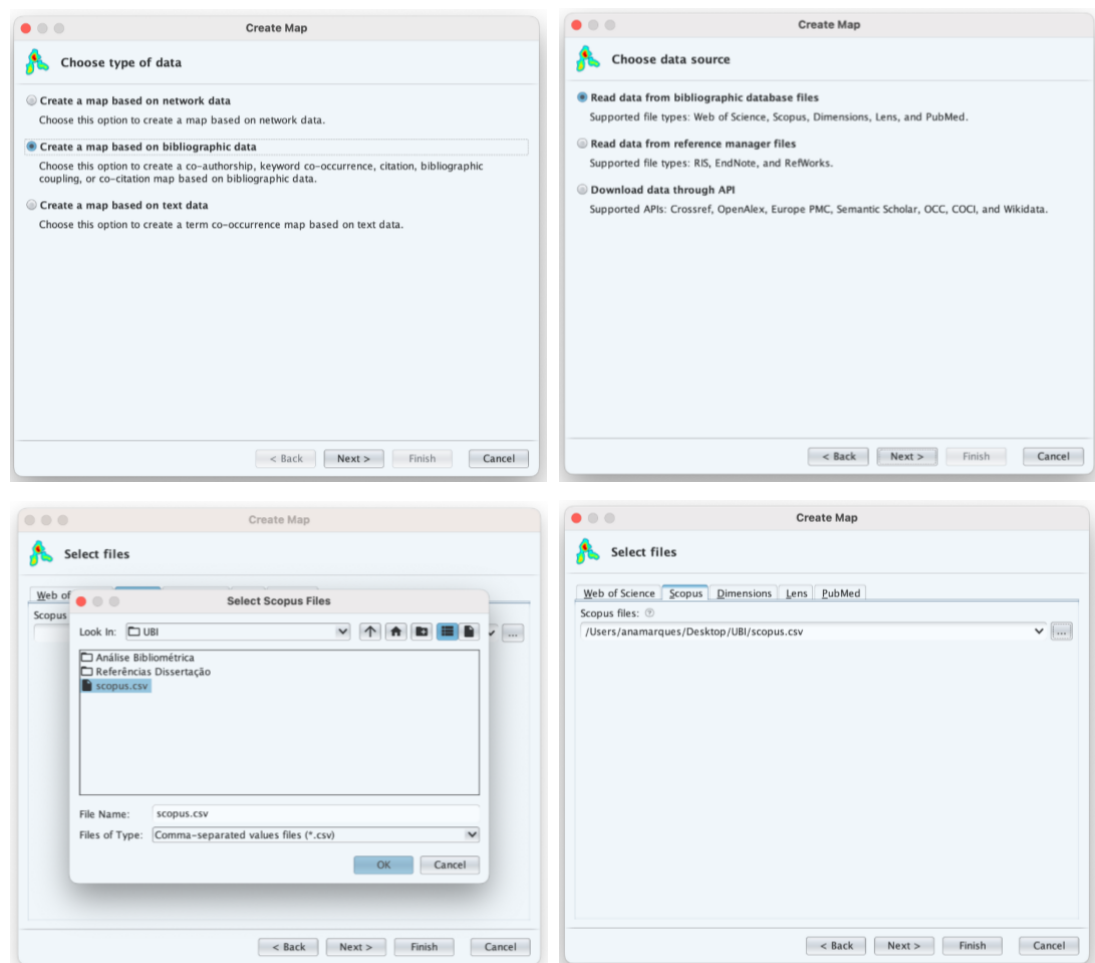 Create Map
Choose type of data
Create a map based on network data
Choose this option to create a map based on network data.
Create a map based on bibliographic data
Choose this option to create a co-authorship, keyword co-occurrence, citation, bibliographic
coupling, or co-citation map based on bibliographic data.
Create a map based on text data
Choose this option to create a term co-occurrence map based on text data.
< Back Next > Finish Cancel
Create Map
Choose data source
Read data from bibliographic database files
Supported file types: Web of Science, Scopus, Dimensions, Lens, and PubMed.
Read data from reference manager files
Supported file types: RIS, EndNote, and RefWorks.
Download data through API
Supported APIs: Crossref, OpenAlex, Europe PMC, Semantic Scholar, OCC, COCI, and Wikidata.
< Back Next > Finish Cancel
Create Map
Select files
Web of
Scopus
...
Select Scopus Files
Look In: UBI
Análise Bibliométrica
Referências Dissertação
scopus.csv
File Name: scopus.csv
Files of Type: Comma-separated values files (*.csv)
OK Cancel
< Back Next > Finish Cancel
Create Map
Select files
Web of Science Scopus Dimensions Lens PubMed
Scopus files: ?
/Users/anamarques/Desktop/UBI/scopus.csv ...
< Back Next > Finish Cancel